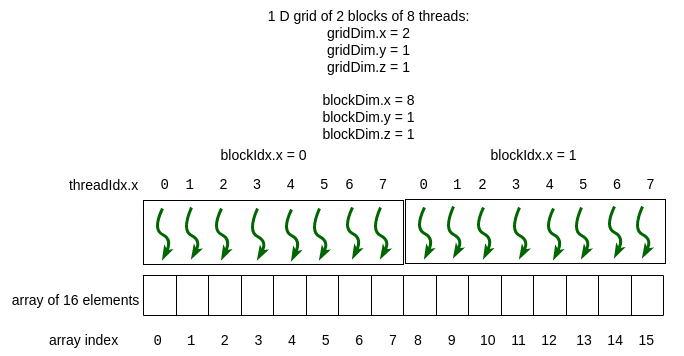 1 D grid of 2 blocks of 8 threads:
gridDim.x = 2
gridDim.y = 1
gridDim.z = 1
blockDim.x = 8
blockDim.y = 1
blockDim.z = 1
blockIdx.x = 0 blockIdx.x = 1
threadIdx.x 0 1 2 3 4 5 6 7 0 1 2 3 4 5 6 7
array of 16 elements
array index 0 1 2 3 4 5 6 7 8 9 10 11 12 13 14 15